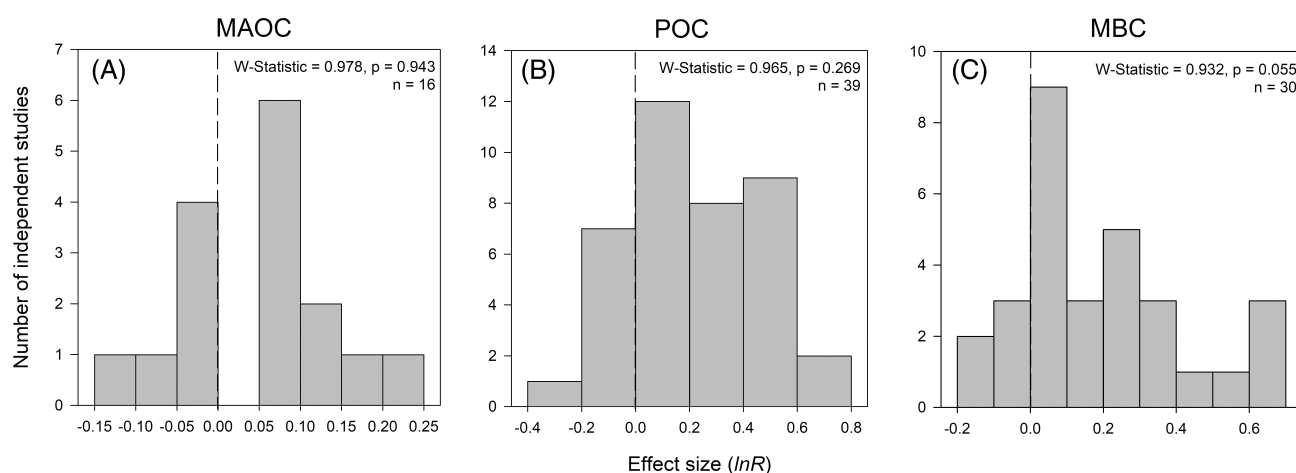 MAOC
POC
MBC
Number of independent studies
(A)
W-Statistic = 0.978, p = 0.943
n = 16
7
6
5
4
3
2
1
0
-0.15 -0.10 -0.05 0.00 0.05 0.10 0.15 0.20 0.25
(B)
W-Statistic = 0.965, p = 0.269
n = 39
14
12
10
8
6
4
2
0
-0.4 -0.2 0.0 0.2 0.4 0.6 0.8
(C)
W-Statistic = 0.932, p = 0.055
n = 30
10
8
6
4
2
0
-0.2 0.0 0.2 0.4 0.6
Effect size (lnR)